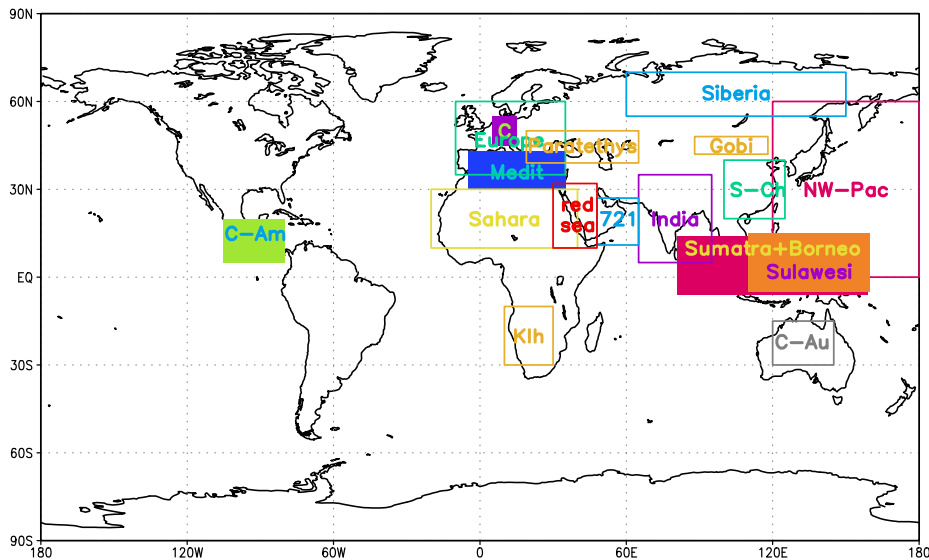 90N
60N
Siberia
C
Europe
Paratethys
Gobi
Medit
30N
S-Ch
NW-Pac
red
sea
Sahara
721
India
C-Am
Sumatra+Borneo
EQ
Sulawesi
Klh
C-Au
30S
60S
90S
180 120W 60W 0 60E 120E 180